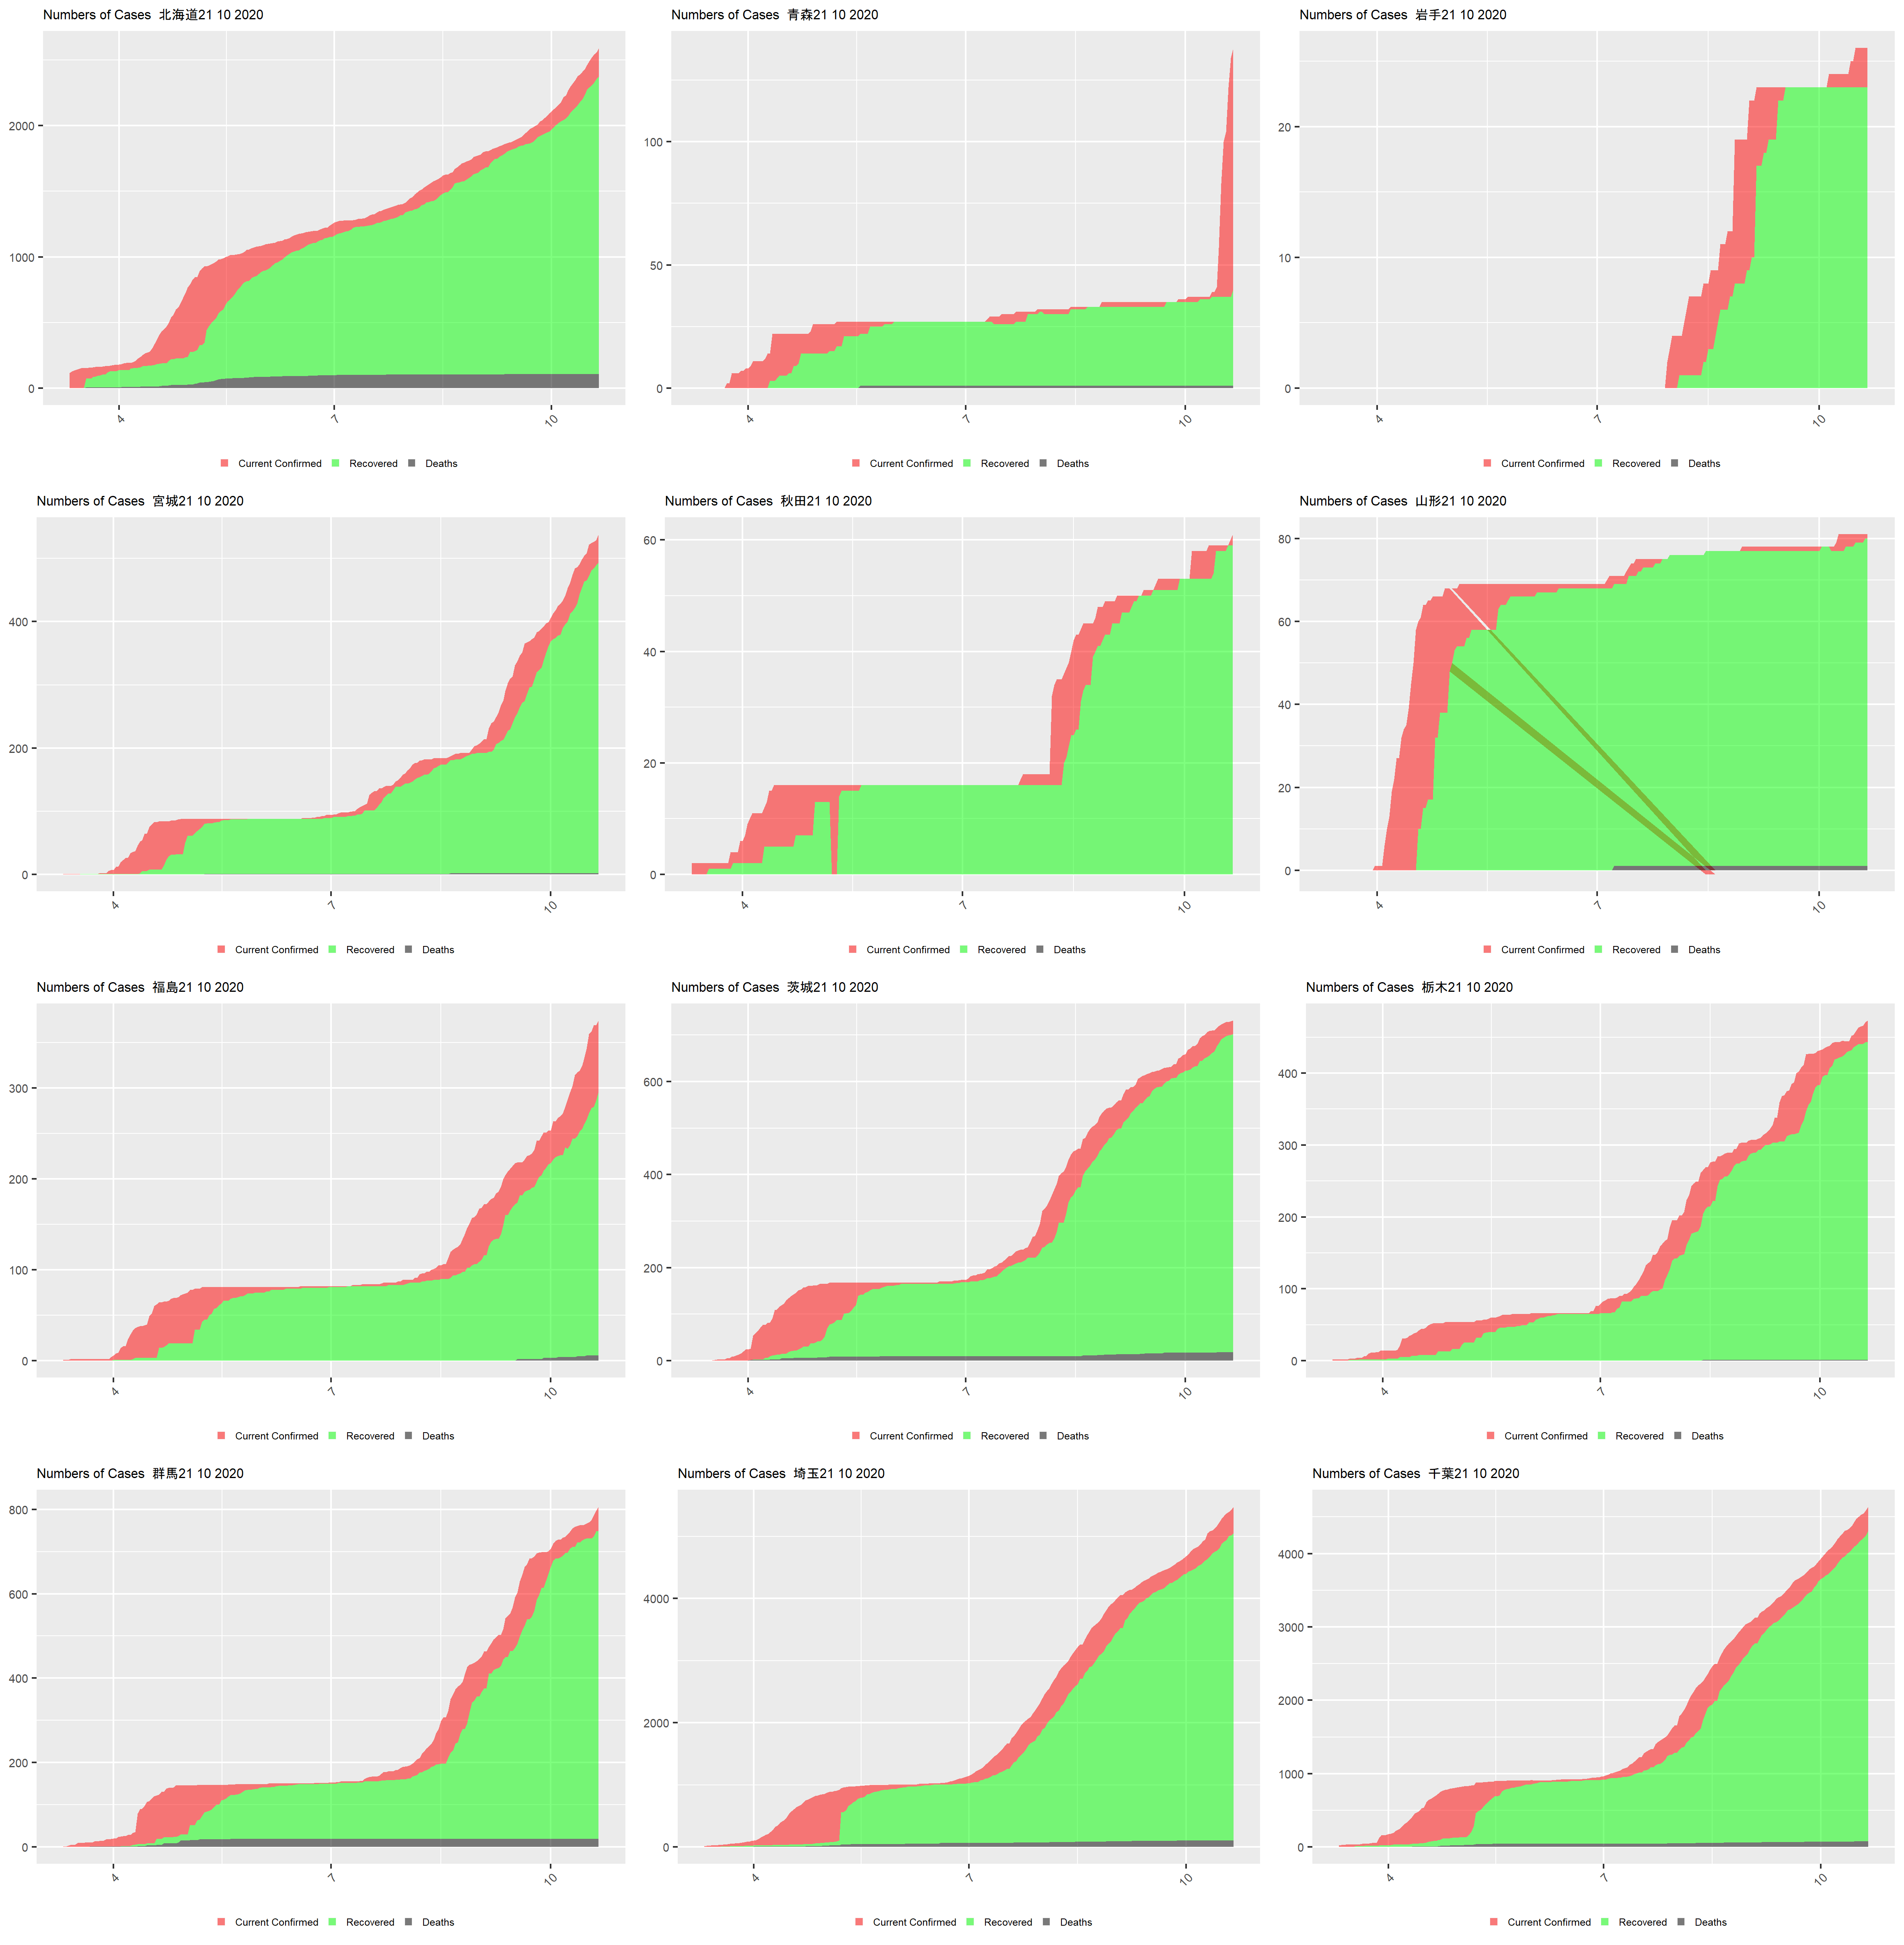 Numbers of Cases 北海道21 10 2020
2000
1000
0
4 7 10
Current Confirmed Recovered Deaths
Numbers of Cases 青森21 10 2020
100
50
0
4 7 10
Current Confirmed Recovered Deaths
Numbers of Cases 岩手21 10 2020
20
10
0
4 7 10
Current Confirmed Recovered Deaths
Numbers of Cases 宮城21 10 2020
400
200
0
4 7 10
Current Confirmed Recovered Deaths
Numbers of Cases 秋田21 10 2020
60
40
20
0
4 7 10
Current Confirmed Recovered Deaths
Numbers of Cases 山形21 10 2020
80
60
40
20
0
4 7 10
Current Confirmed Recovered Deaths
Numbers of Cases 福島21 10 2020
300
200
100
0
4 7 10
Current Confirmed Recovered Deaths
Numbers of Cases 茨城21 10 2020
600
400
200
0
4 7 10
Current Confirmed Recovered Deaths
Numbers of Cases 栃木21 10 2020
400
300
200
100
0
4 7 10
Current Confirmed Recovered Deaths
Numbers of Cases 群馬21 10 2020
800
600
400
200
0
4 7 10
Current Confirmed Recovered Deaths
Numbers of Cases 埼玉21 10 2020
4000
2000
0
4 7 10
Current Confirmed Recovered Deaths
Numbers of Cases 千葉21 10 2020
4000
3000
2000
1000
0
4 7 10
Current Confirmed Recovered Deaths